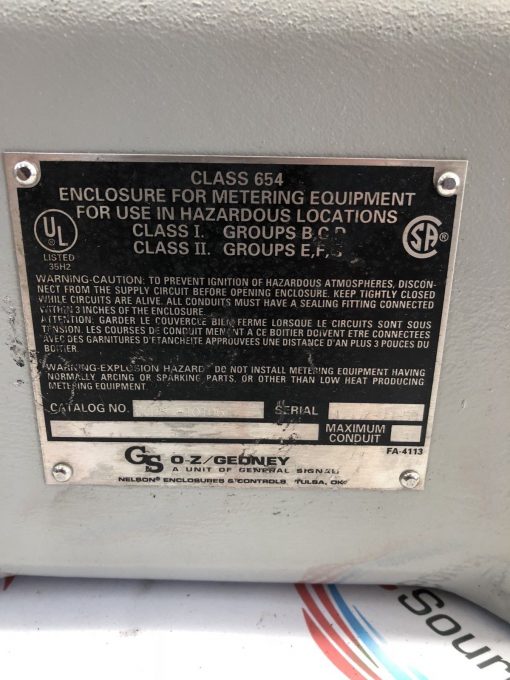 CLASS 654
ENCLOSURE FOR METERING EQUIPMENT
FOR USE IN HAZARDOUS LOCATIONS
CLASS I. GROUPS B,C,D
CLASS II. GROUPS E,F,G
UL
LISTED
35H2
SA
WARNING-CAUTION: TO PREVENT IGNITION OF HAZARDOUS ATMOSPHERES, DISCON-
NECT FROM THE SUPPLY CIRCUIT BEFORE OPENING ENCLOSURE. KEEP TIGHTLY CLOSED
WHILE CIRCUITS ARE ALIVE. ALL CONDUITS MUST HAVE A SEALING FITTING CONNECTED
WITHIN 3 INCHES OF THE ENCLOSURE.
ATTENTION: GARDER LE COUVERCLE BIEN FERME LORSQUE LE CIRCUITS SONT SOUS
TENSION. LES COURSES DE CONDUIT MENANT A CE BOITIER DOIVENT ETRE CONNECTEES
AVEC DES GARNITURES D'ETANCHEITE APPROUVEES UNE DISTANCE D'AN PLUS 3 POUCES DU
BOITIER.
WARNING-EXPLOSION HAZARD: DO NOT INSTALL METERING EQUIPMENT HAVING
NORMALLY ARCING OR SPARKING PARTS, OR OTHER THAN LOW HEAT PRODUCING
METERING EQUIPMENT.
CATALOG NO. SERIAL
MAXIMUM
CONDUIT
FA-4113
GS O-Z/GEDNEY
A UNIT OF GENERAL SIGNAL
NELSON® ENCLOSURES & CONTROLS TULSA, OK.
Sour